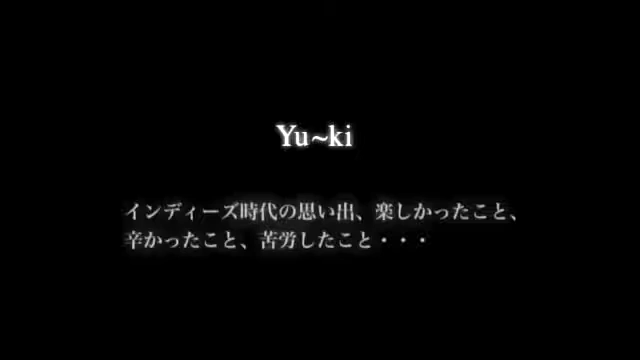 Yu~ki
インディーズ時代の思い出、楽しかったこと、
辛かったこと、苦労したこと・・・